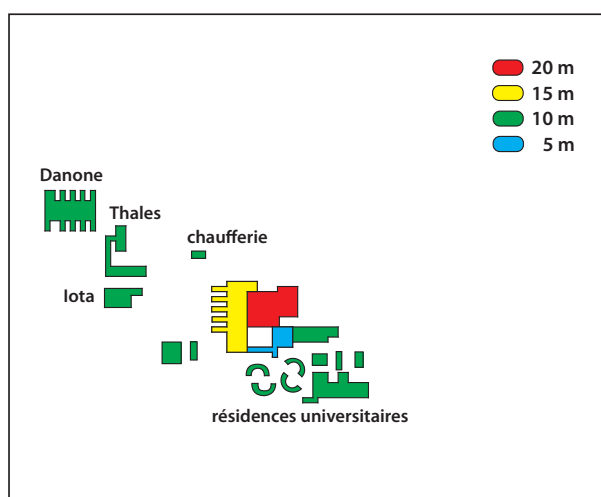 20 m
15 m
10 m
5 m
Danone
Thales
chaufferie
Iota
résidences universitaires